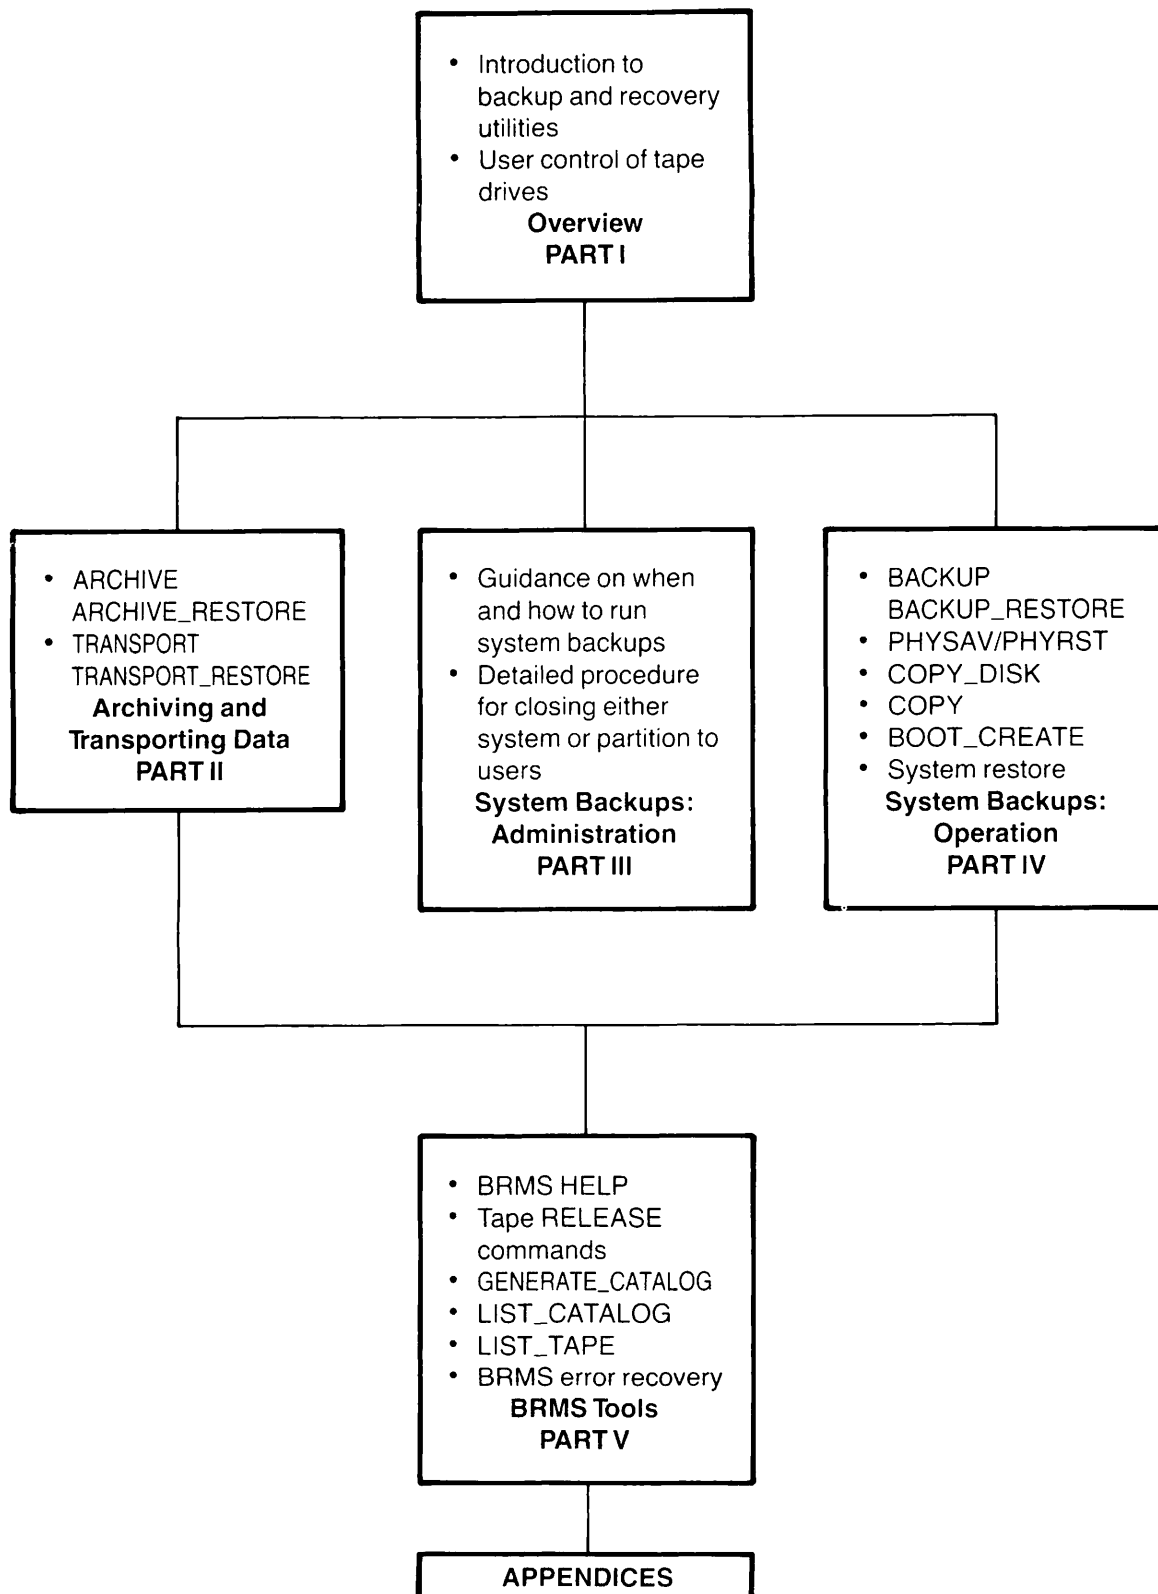 • Introduction to
backup and recovery
utilities
• User control of tape
drives
Overview
PART I
• ARCHIVE
ARCHIVE_RESTORE
• TRANSPORT
TRANSPORT_RESTORE
Archiving and
Transporting Data
PART II
• Guidance on when
and how to run
system backups
• Detailed procedure
for closing either
system or partition to
users
System Backups:
Administration
PART III
• BACKUP
BACKUP_RESTORE
• PHYSAV/PHYRST
• COPY_DISK
• COPY
• BOOT_CREATE
• System restore
System Backups:
Operation
PART IV
• BRMS HELP
• Tape RELEASE
commands
• GENERATE_CATALOG
• LIST_CATALOG
• LIST_TAPE
• BRMS error recovery
BRMS Tools
PART V
APPENDICES